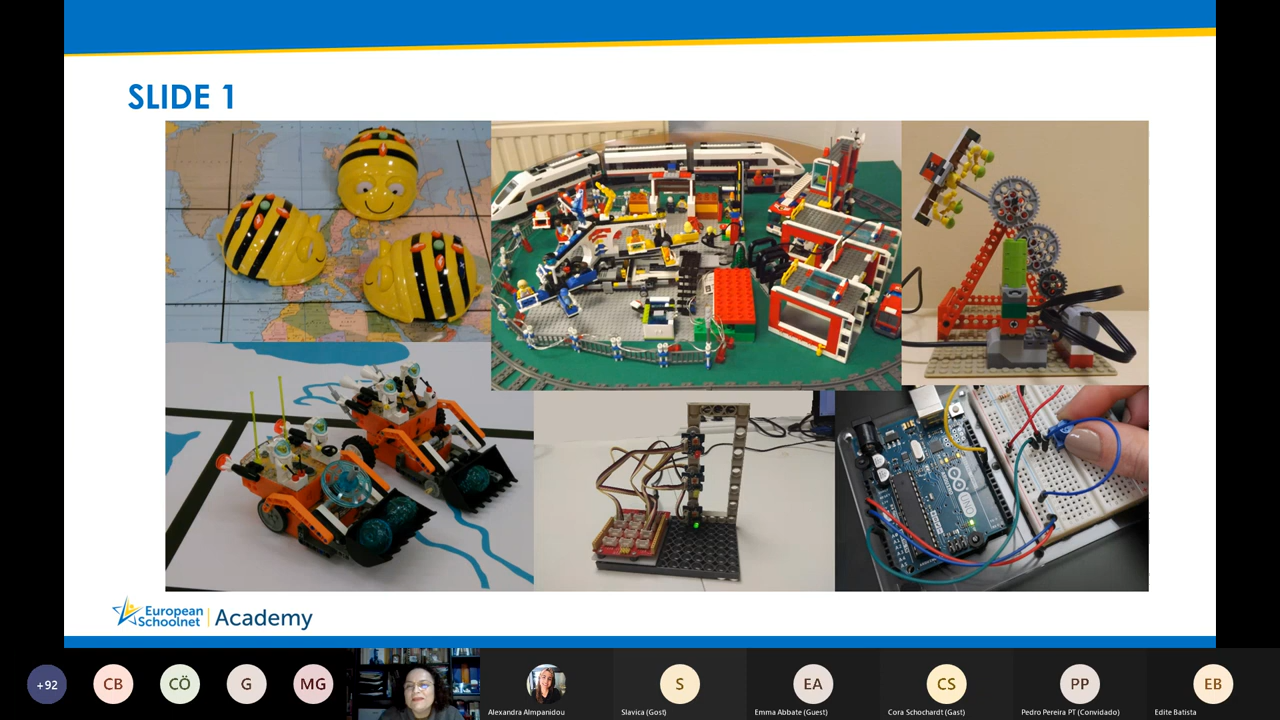 SLIDE 1
European
Schoolnet
Academy
+92
CB
CÖ
G
MG
S
EA
CS
PP
EB
Alexandra Almpanidou
Slavica (Gost)
Emma Abbate (Guest)
Cora Schochardt (Gast)
Pedro Pereira PT (Convidado)
Edite Batista